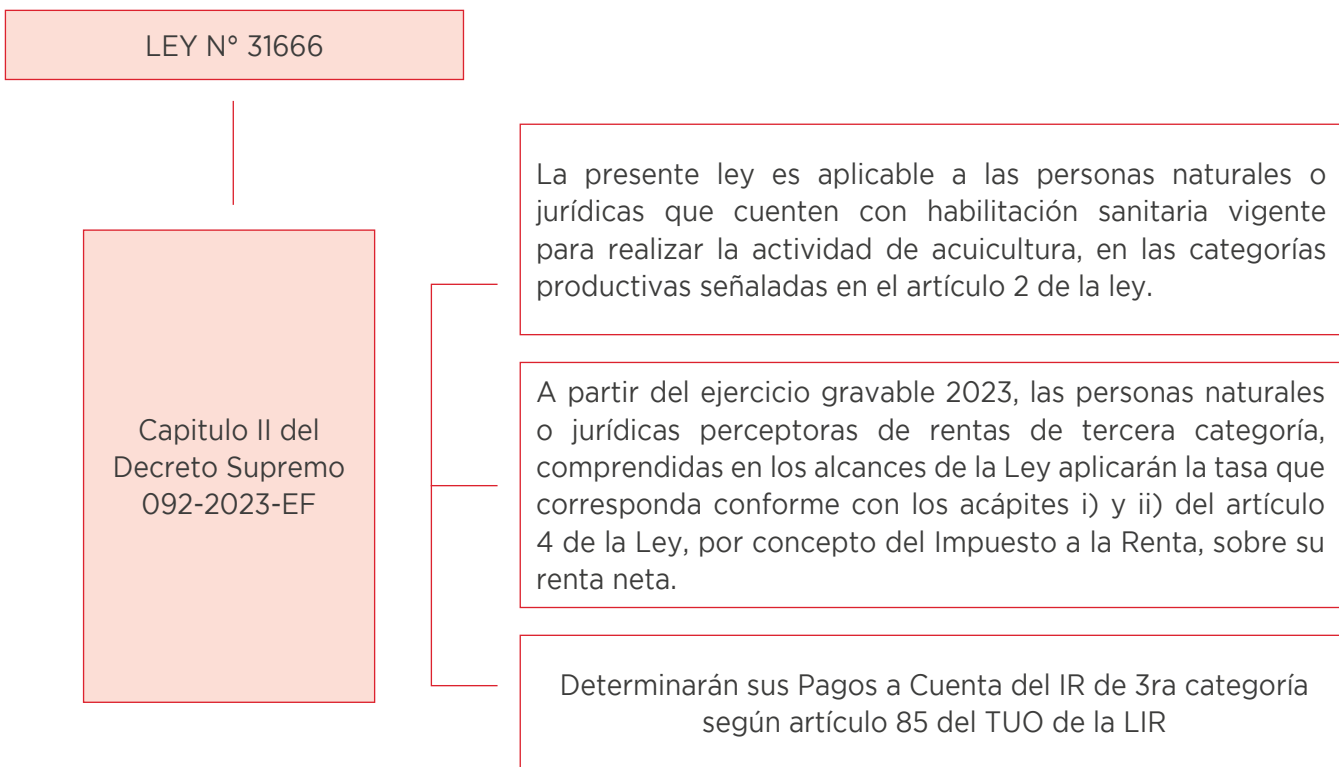 LEY N° 31666
La presente ley es aplicable a las personas naturales o
jurídicas que cuenten con habilitación sanitaria vigente
para realizar la actividad de acuicultura, en las categorías
productivas señaladas en el artículo 2 de la ley.
Capitulo II del
Decreto Supremo
092-2023-EF
A partir del ejercicio gravable 2023, las personas naturales
o jurídicas perceptoras de rentas de tercera categoría,
comprendidas en los alcances de la Ley aplicarán la tasa que
corresponda conforme con los acápites i) y ii) del artículo
4 de la Ley, por concepto del Impuesto a la Renta, sobre su
renta neta.
Determinarán sus Pagos a Cuenta del IR de 3ra categoría
según artículo 85 del TUO de la LIR